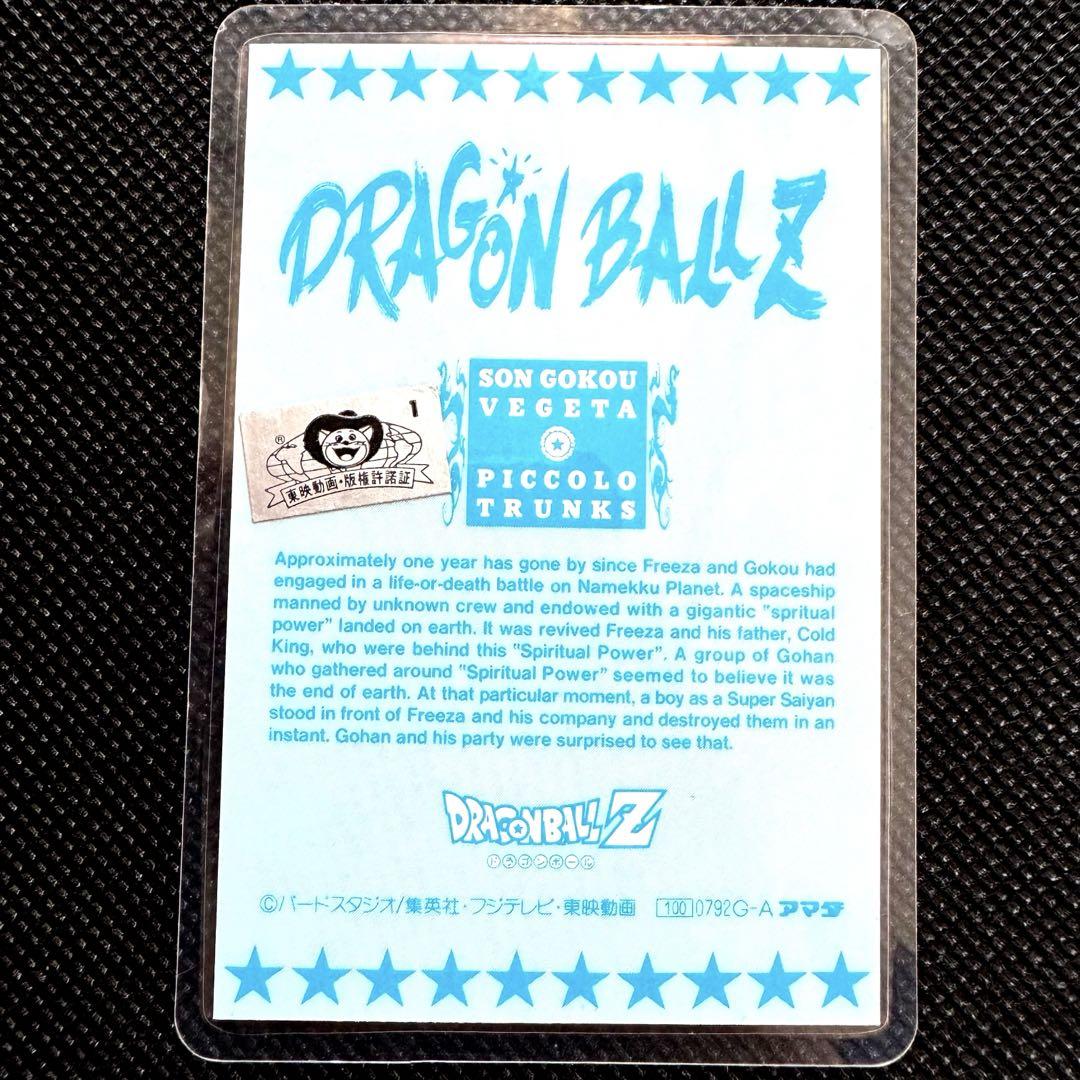 DRAGON BALL Z
SON GOKOU
VEGETA
PICCOLO
TRUNKS
1
®
東映動画・版権許諾証
Approximately one year has gone by since Freeza and Gokou had
engaged in a life-or-death battle on Namekku Planet. A spaceship
manned by unknown crew and endowed with a gigantic "spritual
power" landed on earth. It was revived Freeza and his father, Cold
King, who were behind this "Spiritual Power". A group of Gohan
who gathered around "Spiritual Power" seemed to believe it was
the end of earth. At that particular moment, a boy as a Super Saiyan
stood in front of Freeza and his company and destroyed them in an
instant. Gohan and his party were surprised to see that.
DRAGONBALL Z
ドラゴンボール
©バードスタジオ/集英社・フジテレビ・東映動画 100 0792G-A アマダ